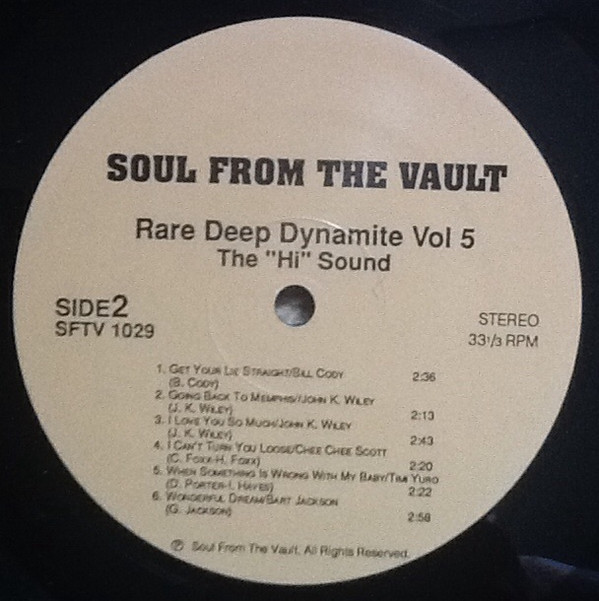 SOUL FROM THE VAULT
Rare Deep Dynamite Vol 5
The "Hi" Sound
SIDE2
SFTV 1029
STEREO
33 1/3 RPM
1. GET YOUR LIE STRAIGHT/BILL CODY 2:36
(B. CODY)
2. GOING BACK TO MEMPHIS//JOHN K. WILEY
(J. K. WILEY) 2:13
3. I LOVE YOU SO MUCH/JOHN K. WILEY
(J. K. WILEY) 2:43
4. I CAN'T TURN YOU LOOSE/CHEE CHEE SCOTT
(C. FOXX-H. FOXX) 2:20
5. WHEN SOMETHING IS WRONG WITH MY BABY/TIMI YURO
(D. PORTER-I. HAYES) 2:22
6. WONDERFUL DREAM/BART JACKSON
(G. JACKSON) 2:58
℗ Soul From The Vault. All Rights Reserved.